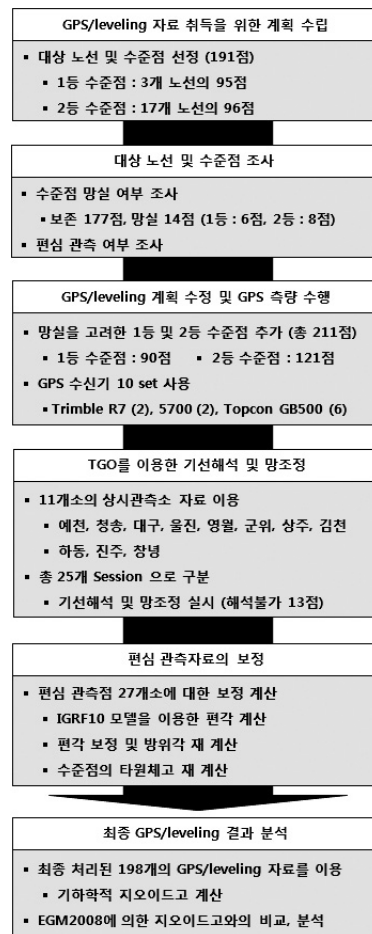 GPS/leveling 자료 취득을 위한 계획 수립
▪ 대상 노선 및 수준점 선정 (191점)
▪ 1등 수준점 : 3개 노선의 95점
▪ 2등 수준점 : 17개 노선의 96점
대상 노선 및 수준점 조사
▪ 수준점 망실 여부 조사
▪ 보존 177점, 망실 14점 (1등 : 6점, 2등 : 8점)
▪ 편심 관측 여부 조사
GPS/leveling 계획 수정 및 GPS 측량 수행
▪ 망실을 고려한 1등 및 2등 수준점 추가 (총 211점)
▪ 1등 수준점 : 90점 ▪ 2등 수준점 : 121점
▪ GPS 수신기 10 set 사용
▪ Trimble R7 (2), 5700 (2), Topcon GB500 (6)
TGO를 이용한 기선해석 및 망조정
▪ 11개소의 상시관측소 자료 이용
▪ 예천, 청송, 대구, 울진, 영월, 군위, 상주, 김천
▪ 하동, 진주, 창녕
▪ 총 25개 Session 으로 구분
▪ 기선해석 및 망조정 실시 (해석불가 13점)
편심 관측자료의 보정
▪ 편심 관측점 27개소에 대한 보정 계산
▪ IGRF10 모델을 이용한 편각 계산
▪ 편각 보정 및 방위각 재 계산
▪ 수준점의 타원체고 재 계산
최종 GPS/leveling 결과 분석
▪ 최종 처리된 198개의 GPS/leveling 자료를 이용
▪ 기하학적 지오이드고 계산
▪ EGM2008에 의한 지오이드고와의 비교, 분석